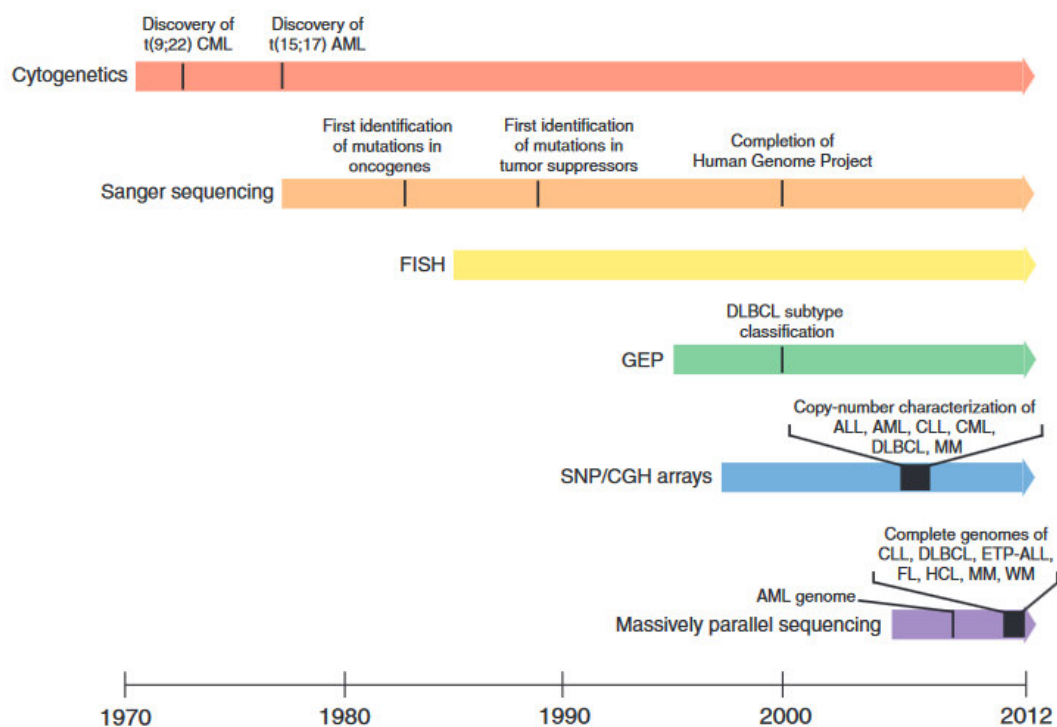 Discovery of
t(9;22) CML
Discovery of
t(15;17) AML
Cytogenetics
First identification
of mutations in
oncogenes
First identification
of mutations in
tumor suppressors
Completion of
Human Genome Project
Sanger sequencing
FISH
DLBCL subtype
classification
GEP
Copy-number characterization of
ALL, AML, CLL, CML,
DLBCL, MM
SNP/CGH arrays
Complete genomes of
CLL, DLBCL, ETP-ALL,
FL, HCL, MM, WM
AML genome
Massively parallel sequencing
1970 1980 1990 2000 2012